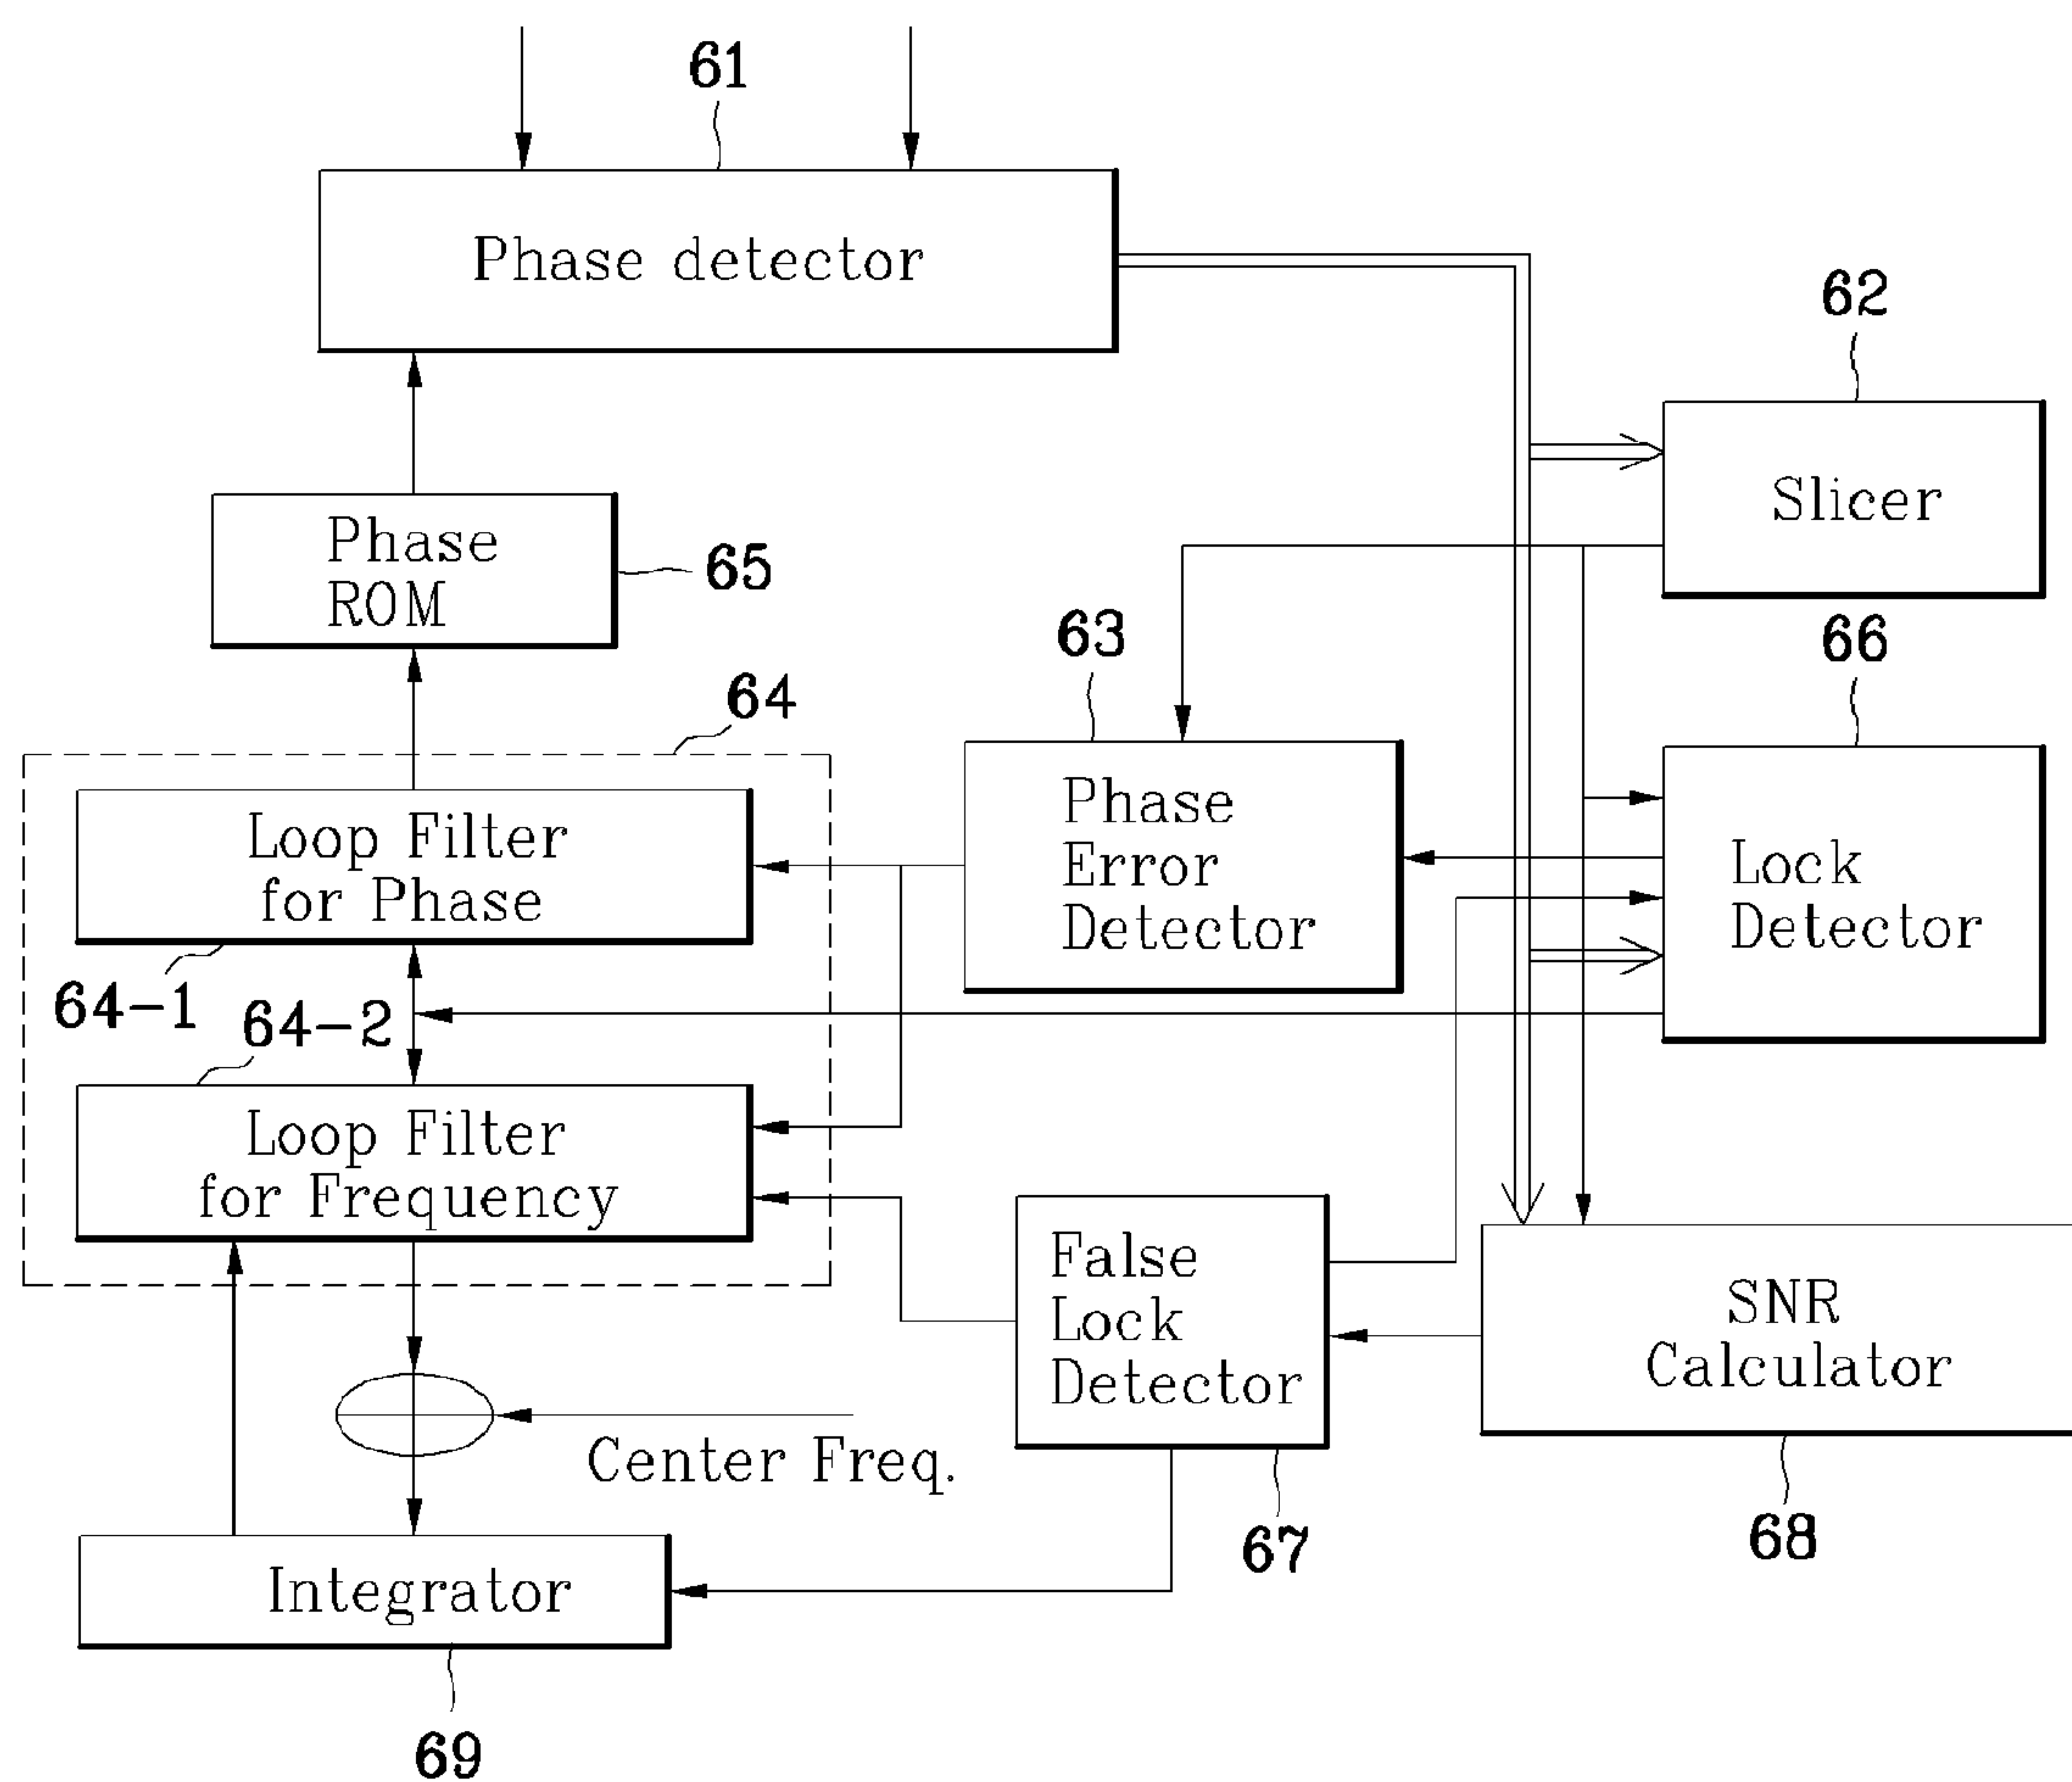 61
Phase detector
62
Slicer
Phase
ROM
65
63
66
64
Phase
Error
Detector
Loop Filter
for Phase
Lock
Detector
64-1
64-2
Loop Filter
for Frequency
False
Lock
Detector
SNR
Calculator
Center Freq.
67
68
Integrator
69